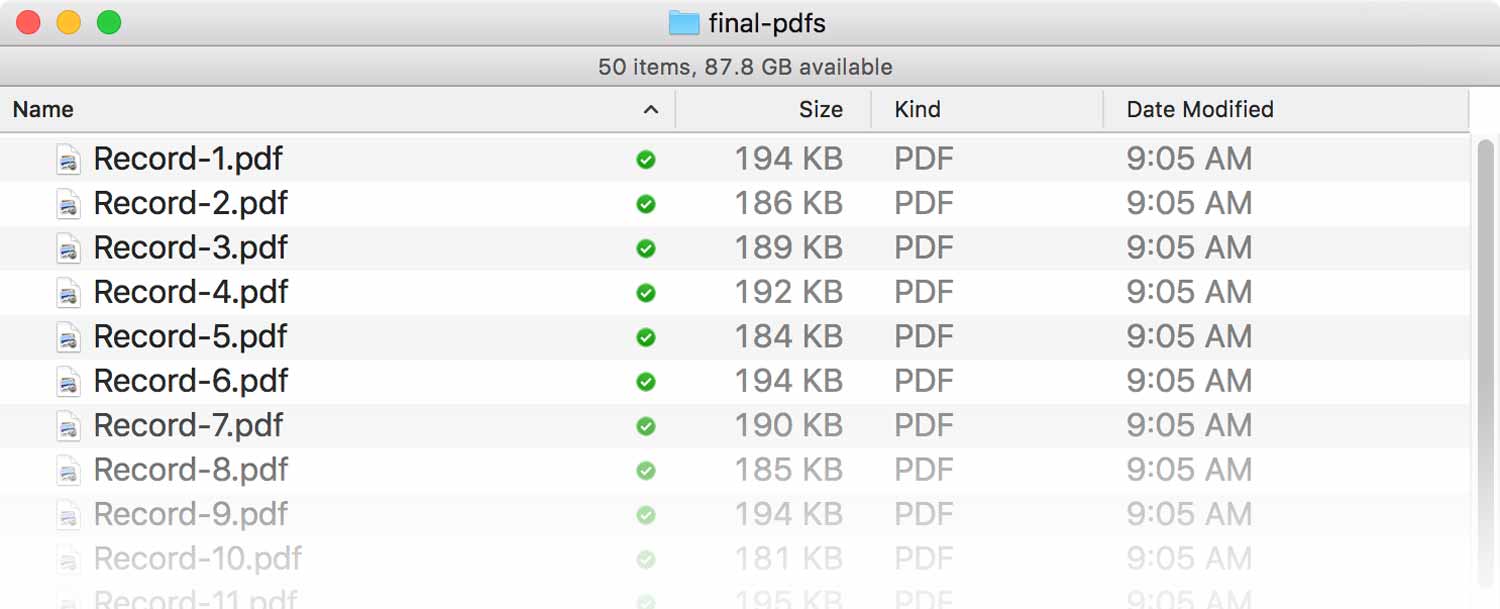 final-pdfs
50 items, 87.8 GB available
Name Size Kind Date Modified
Record-1.pdf 194 KB PDF 9:05 AM
Record-2.pdf 186 KB PDF 9:05 AM
Record-3.pdf 189 KB PDF 9:05 AM
Record-4.pdf 192 KB PDF 9:05 AM
Record-5.pdf 184 KB PDF 9:05 AM
Record-6.pdf 194 KB PDF 9:05 AM
Record-7.pdf 190 KB PDF 9:05 AM
Record-8.pdf 185 KB PDF 9:05 AM
Record-9.pdf 194 KB PDF 9:05 AM
Record-10.pdf 181 KB PDF 9:05 AM
Record-11.pdf 195 KB PDF 9:05 AM